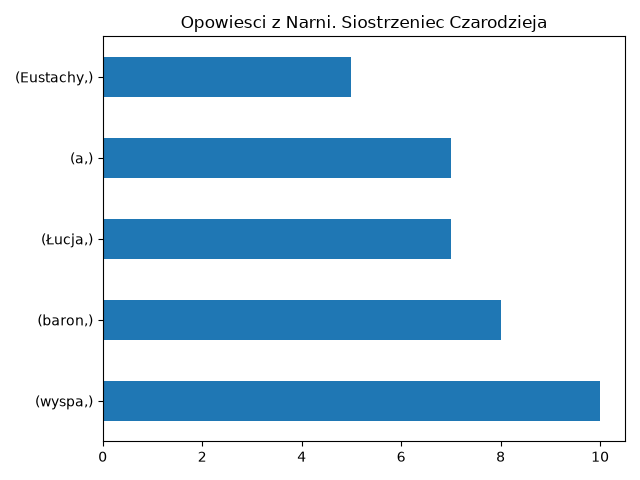 Opowiesci z Narni. Siostrzeniec Czarodzieja
(Eustachy,)
(a,)
(Łucja,)
(baron,)
(wyspa,)
0 2 4 6 8 10